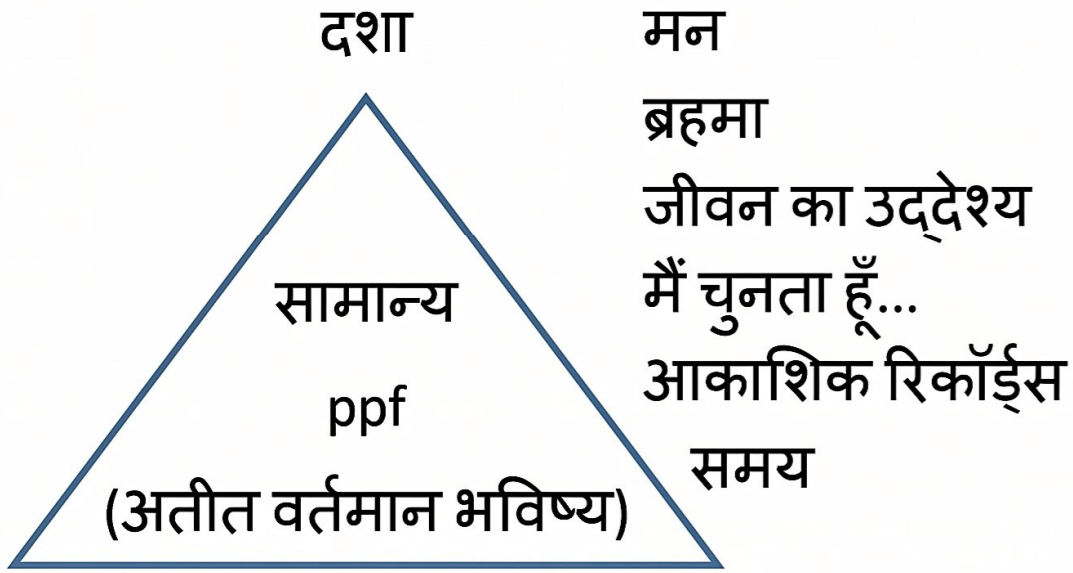 दशा
सामान्य
ppf
(अतीत वर्तमान भविष्य)
मन
ब्रहमा
जीवन का उद्‌देश्य
मैं चुनता हूँ...
आकाशिक रिकॉर्ड्स
समय